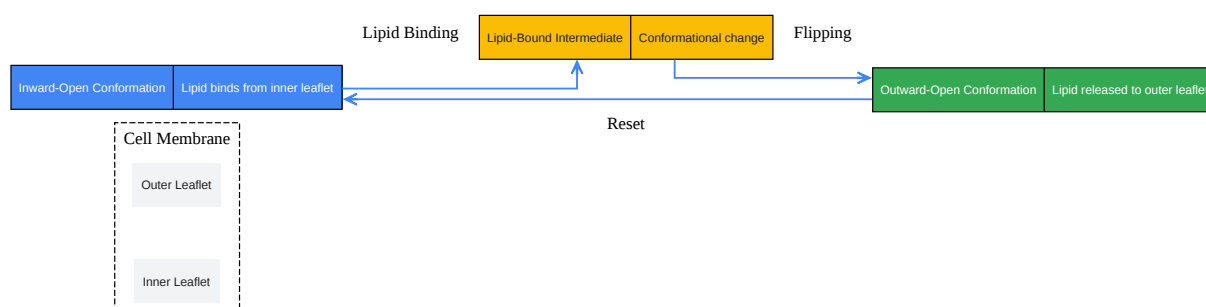 Lipid Binding
Lipid-Bound Intermediate
Conformational change
Flipping
Inward-Open Conformation
Lipid binds from inner leaflet
Outward-Open Conformation
Lipid released to outer leaflet
Reset
Cell Membrane
Outer Leaflet
Inner Leaflet